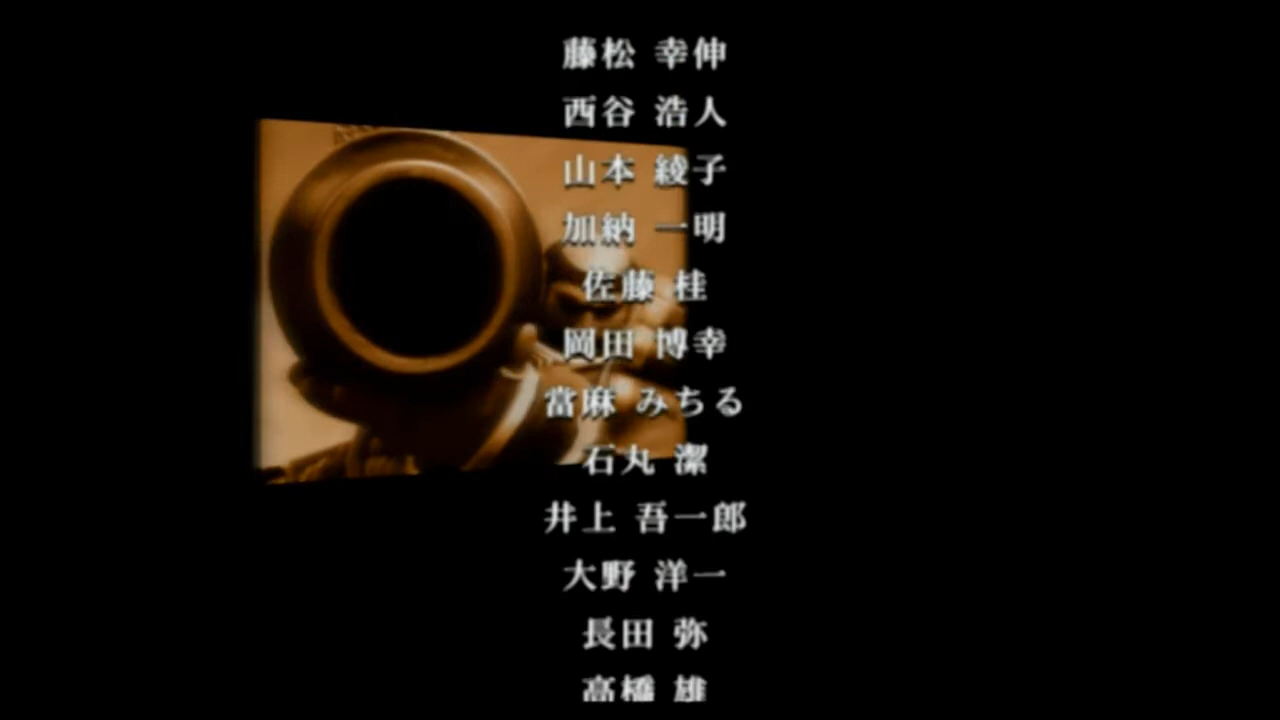 藤松 幸伸
西谷 浩人
山本 綾子
加納 一明
佐藤 桂
岡田 博幸
當麻 みちる
石丸 潔
井上 吾一郎
大野 洋一
長田 弥
高橋 雄